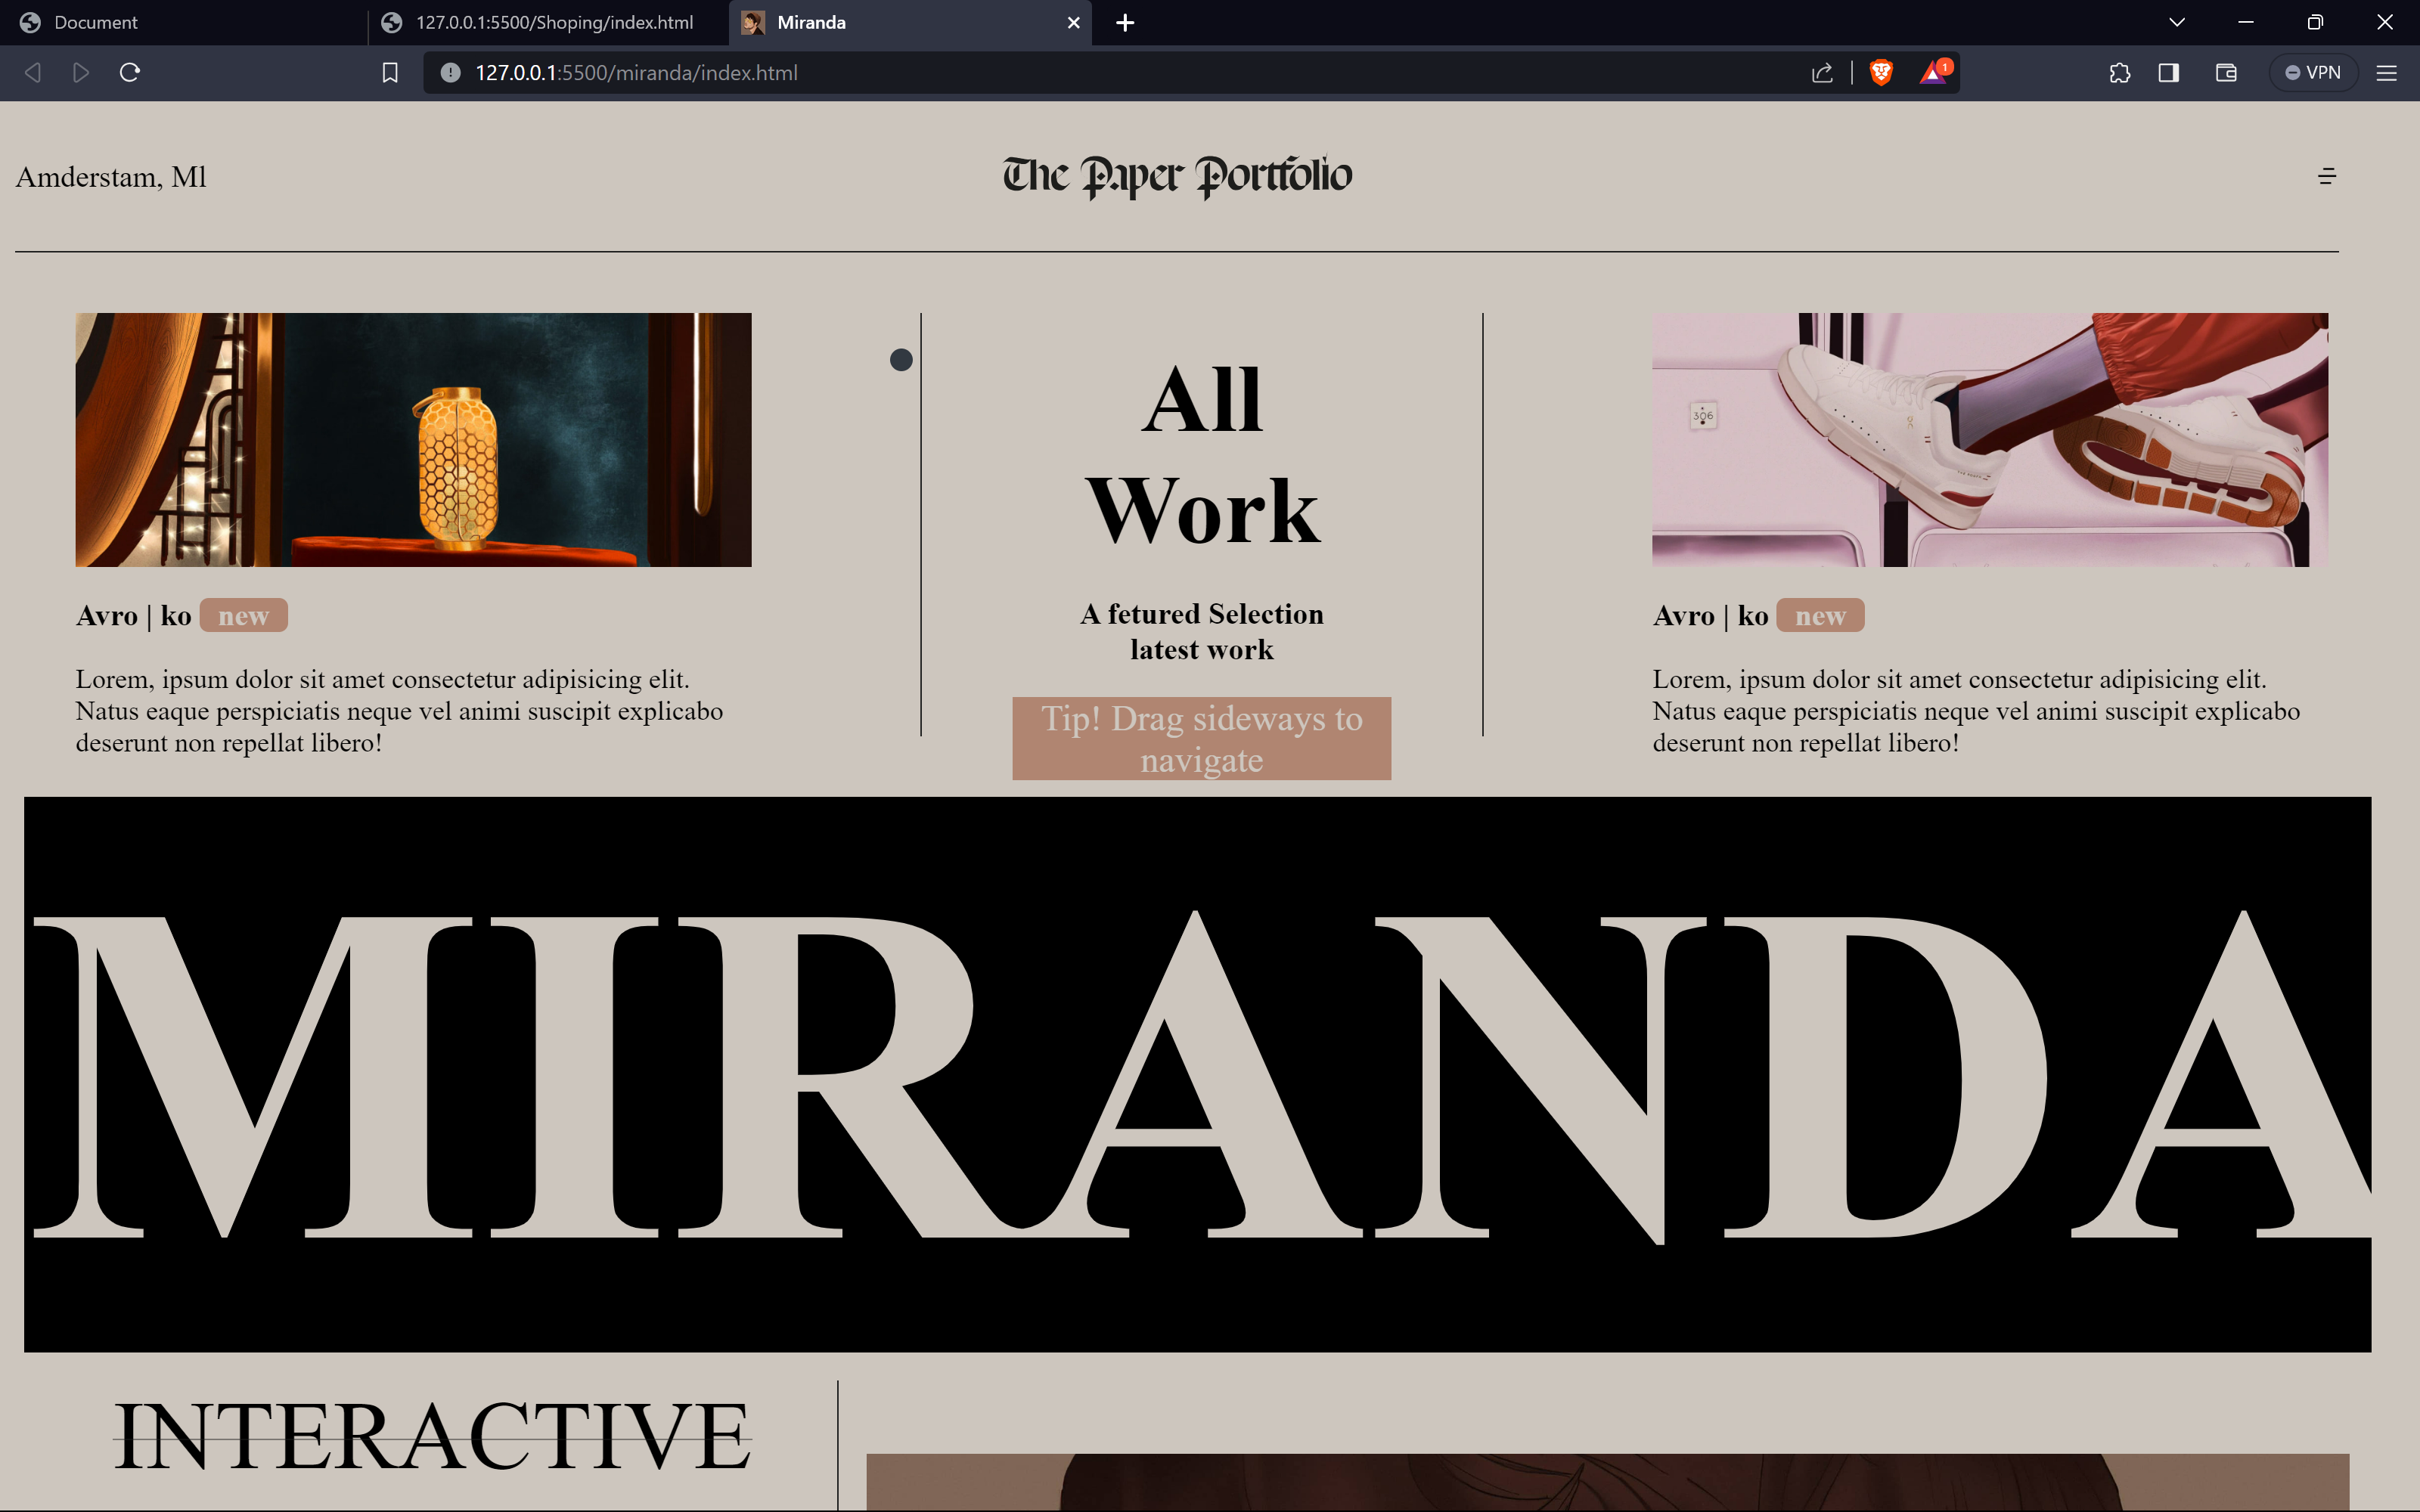 Document
127.0.0.1:5500/Shoping/index.html
Miranda
127.0.0.1:5500/miranda/index.html
1
VPN
Amderstam, Ml
The Paper Portfolio
306
Avro | ko new
Lorem, ipsum dolor sit amet consectetur adipisicing elit.
Natus eaque perspiciatis neque vel animi suscipit explicabo
deserunt non repellat libero!
All
Work
A fetured Selection
latest work
Tip! Drag sideways to
navigate
Avro | ko new
Lorem, ipsum dolor sit amet consectetur adipisicing elit.
Natus eaque perspiciatis neque vel animi suscipit explicabo
deserunt non repellat libero!
MIRANDA
INTERACTIVE